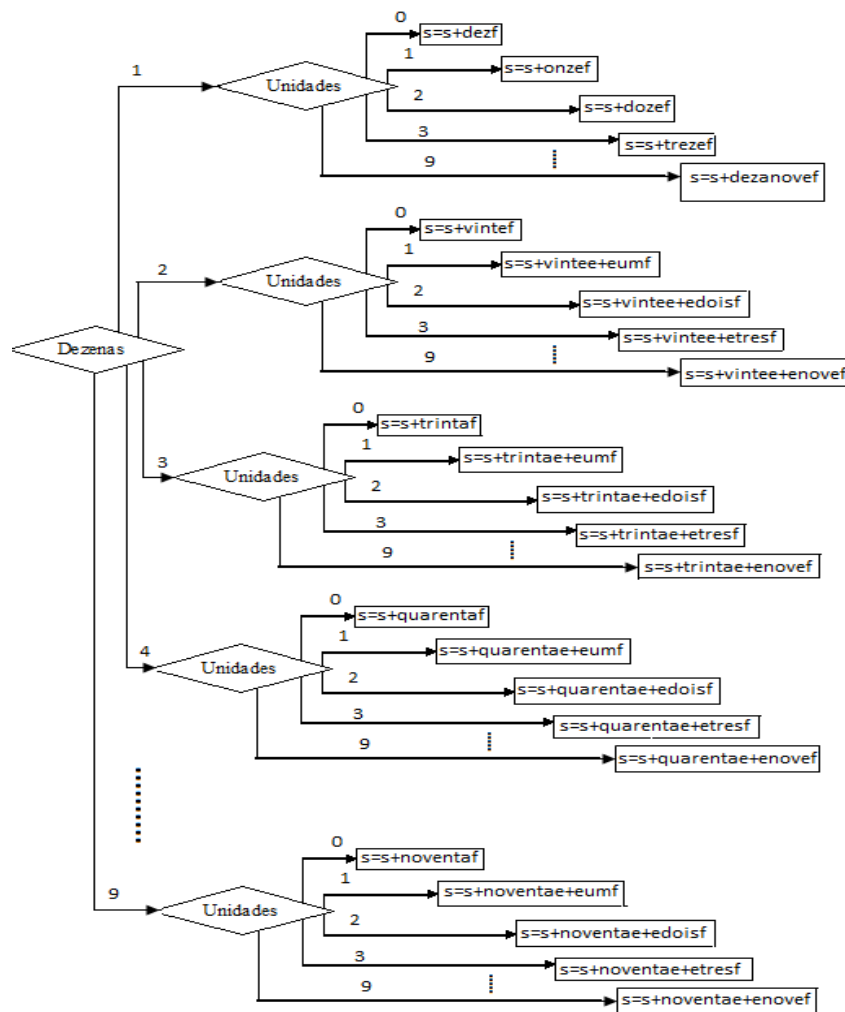 0
s=s+dezf
1
1
s=s+onzef
Unidades
2
s=s+dozef
3
s=s+trezef
9
s=s+dezanovef
0
s=s+vintef
1
2
s=s+vintee+eumf
Unidades
2
s=s+vintee+edoisf
3
s=s+vintee+etresf
Dezenas
9
s=s+vintee+enovef
0
s=s+trintaf
1
3
s=s+trintae+eumf
Unidades
2
s=s+trintae+edoisf
3
s=s+trintae+etresf
9
s=s+trintae+enovef
0
s=s+quarentaf
1
4
s=s+quarentae+eumf
Unidades
2
s=s+quarentae+edoisf
3
s=s+quarentae+etresf
9
s=s+quarentae+enovef
0
s=s+noventaf
1
9
s=s+noventae+eumf
Unidades
2
s=s+noventae+edoisf
3
s=s+noventae+etresf
9
s=s+noventae+enovef